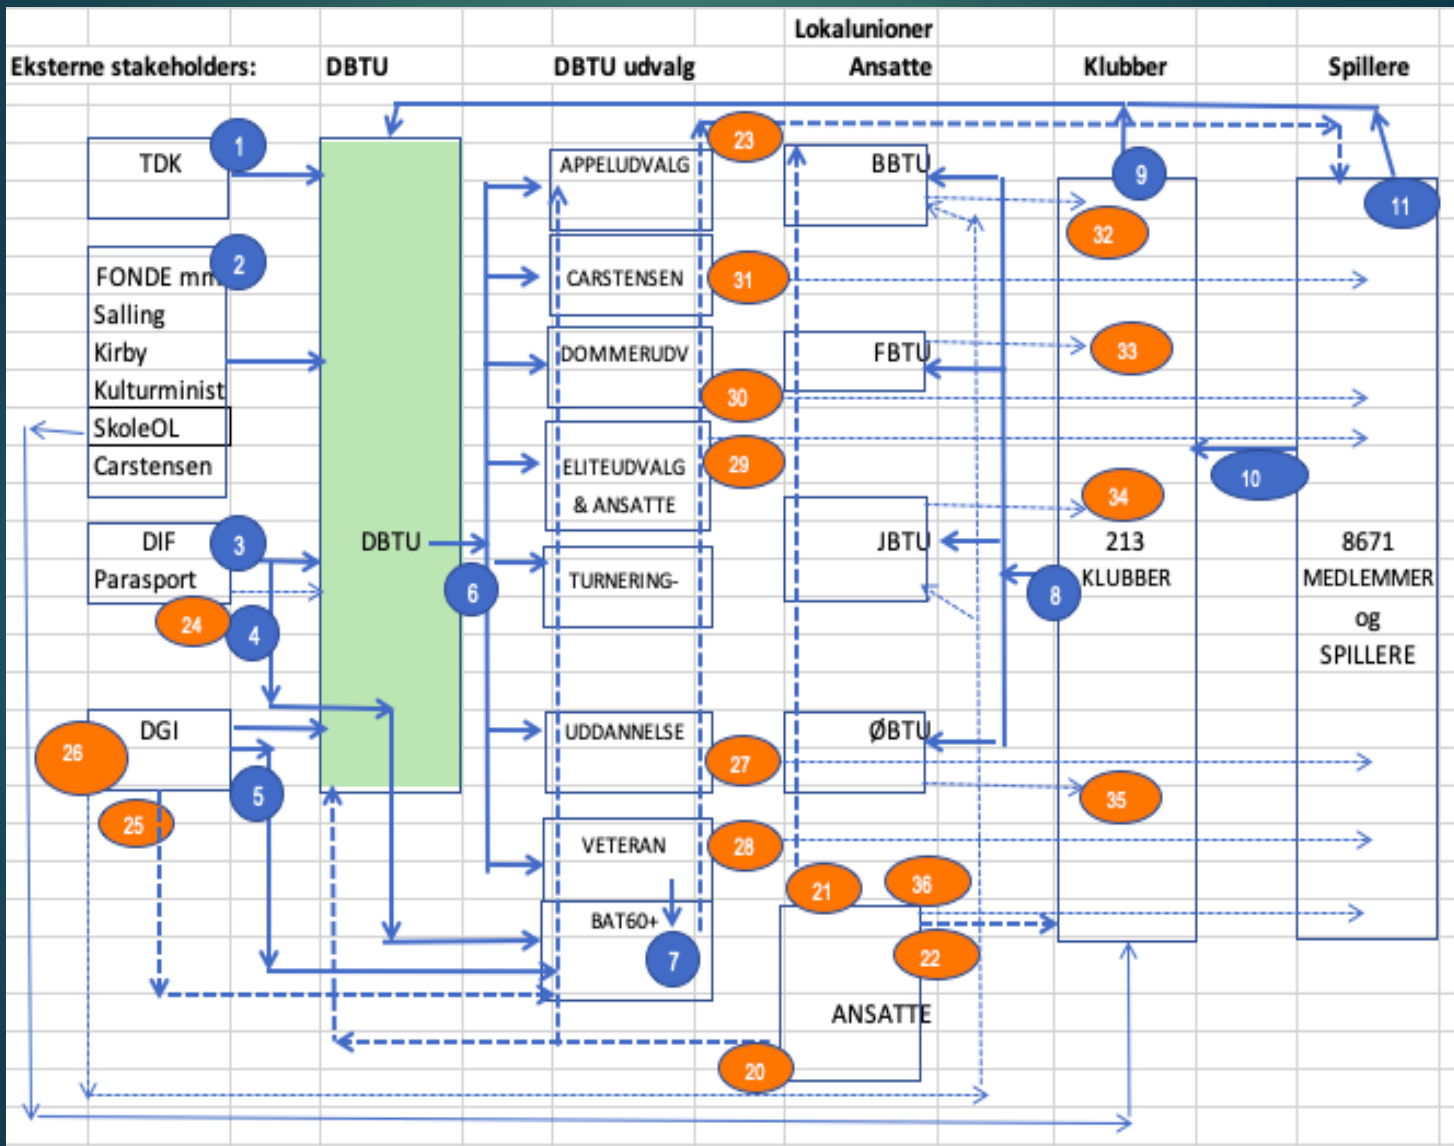 Lokalunioner
Eksterne stakeholders: DBTU DBTU udvalg Ansatte Klubber Spillere
TDK
1
FONDE mm
2
Salling
Kirby
Kulturminist
SkoleOL
Carstensen
DIF
3
Parasport
24
4
DGI
26
25
5
DBTU
6
APPELUDVALG
23
CARSTENSEN
31
DOMMERUDV
30
ELITEUDVALG
& ANSATTE
29
TURNERING-
UDDANNELSE
27
VETERAN
28
BAT60+
7
BBTU
FBTU
JBTU
ØBTU
21
36
22
ANSATTE
20
9
32
33
34
213
KLUBBER
8
35
11
10
8671
MEDLEMMER
og
SPILLERE